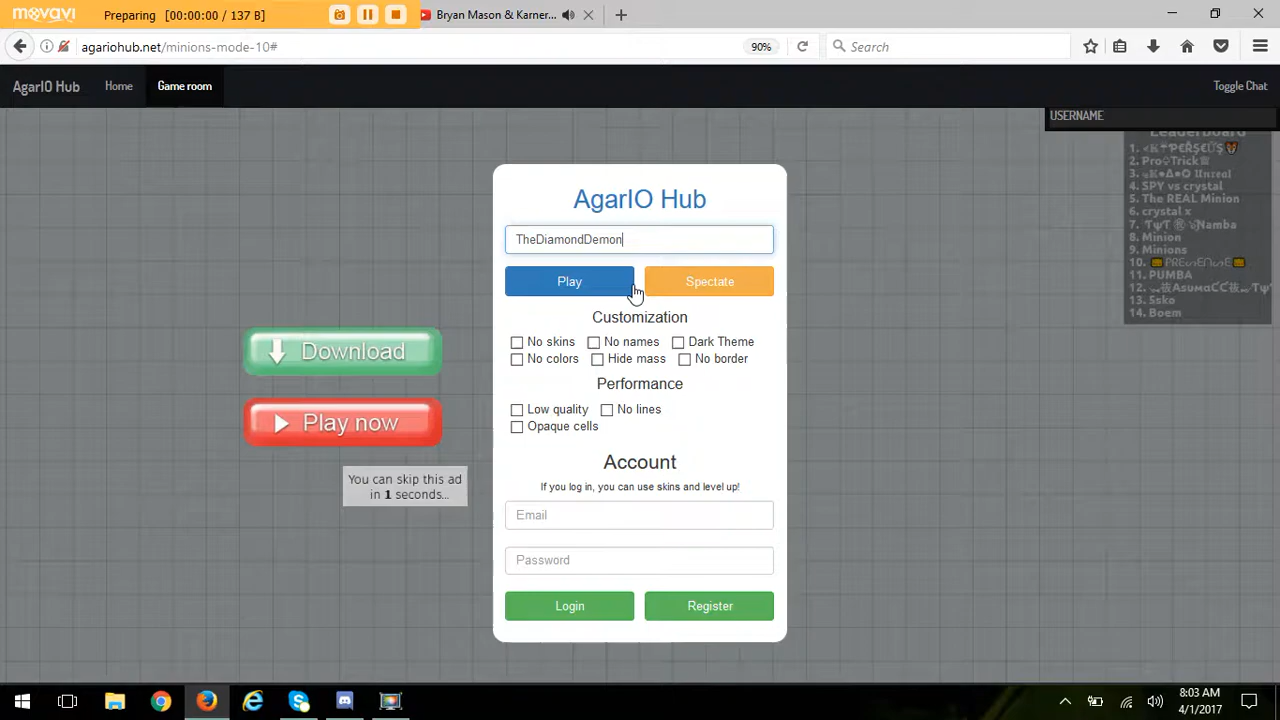 movavi
Preparing [00:00:00 / 137 B]
Bryan Mason & Karner...
agariohub.net/minions-mode-10#
90%
Search
AgarIO Hub Home Game room Toggle Chat
USERNAME
Leaderboard
2. Pro Trick
4. SPY vs crystal
5. The REAL Minion
6. crystal x
8. Minion
9. Minions
11. PUMBA
13. 5sko
14. Boem
AgarIO Hub
TheDiamondDemon
Play Spectate
Customization
No skins No names Dark Theme
No colors Hide mass No border
Performance
Low quality No lines
Opaque cells
Account
If you log in, you can use skins and level up!
Email
Password
Login Register
Download
Play now
You can skip this ad
in 1 seconds...
8:03 AM
4/1/2017